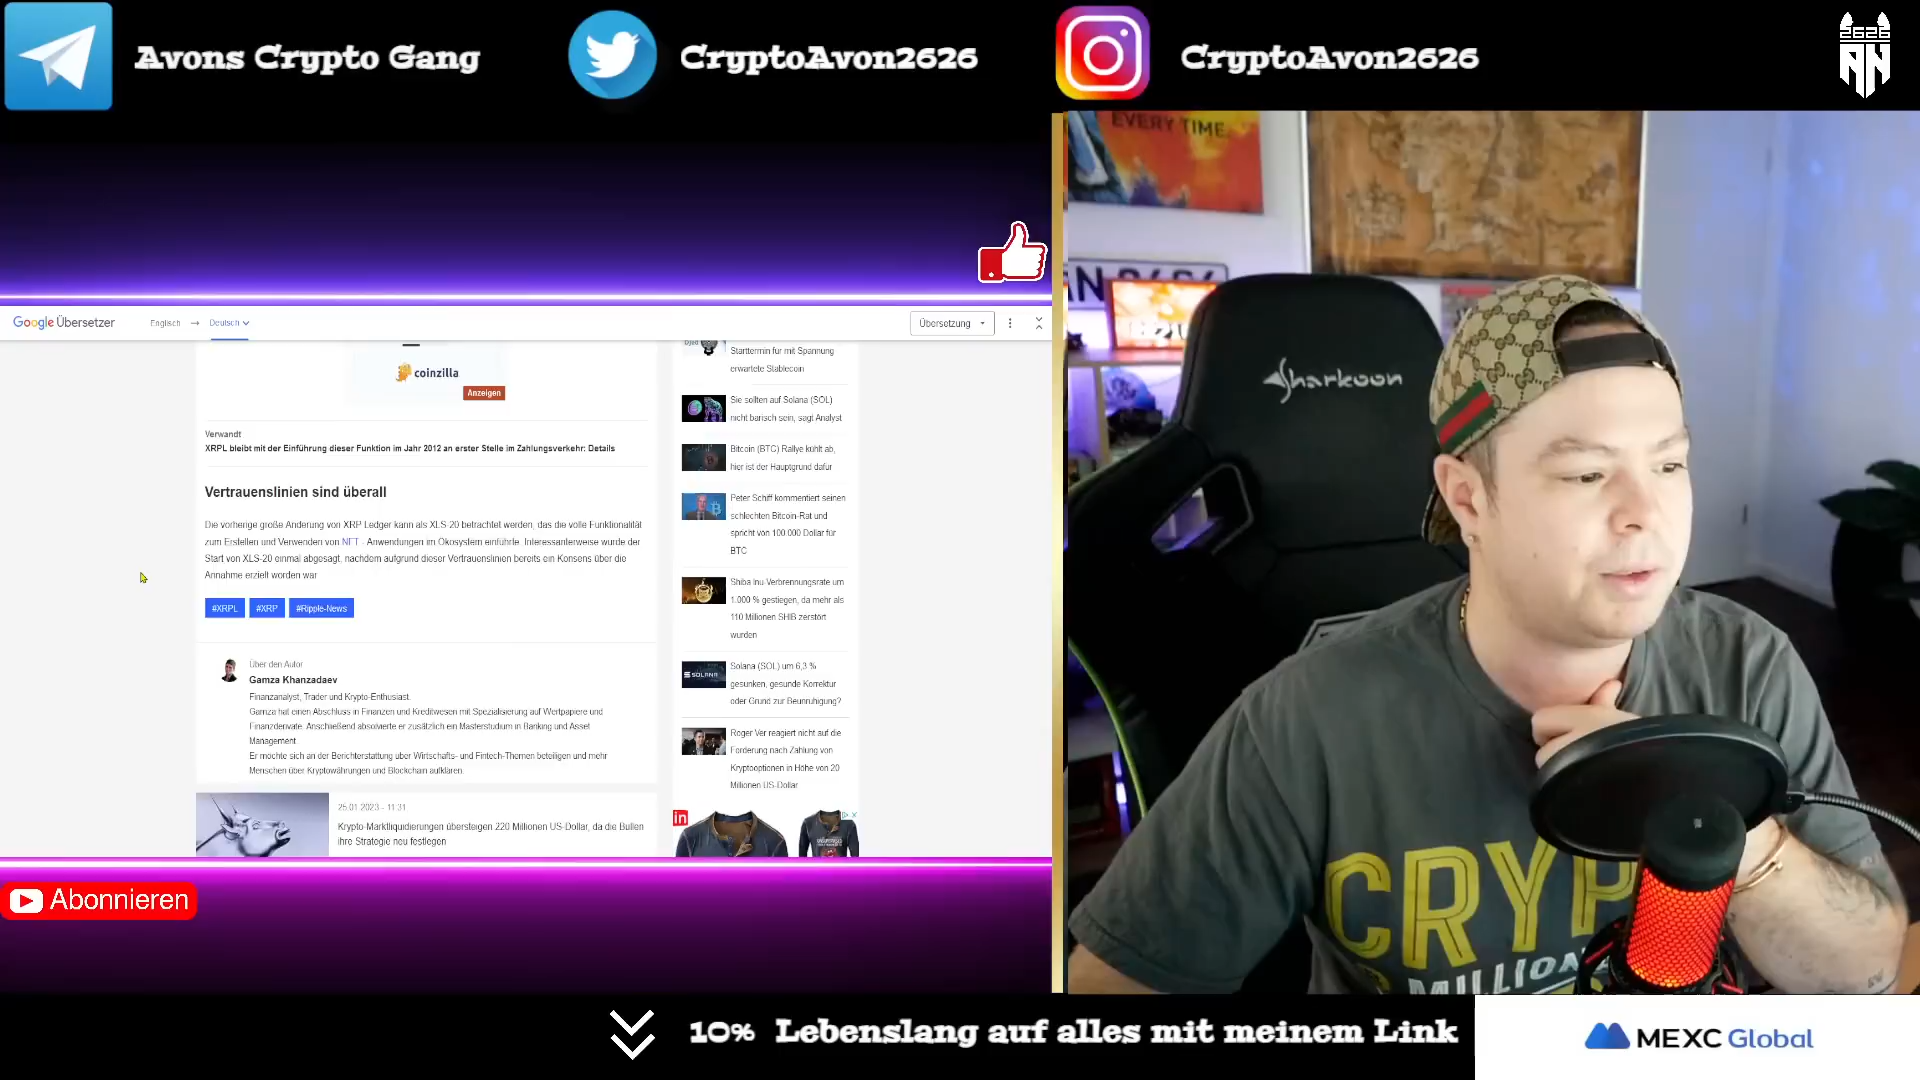 Avons Crypto Gang
CryptoAvon2626
CryptoAvon2626
2626
AN
EVERY TIME
Google Übersetzer
Englisch → Deutsch
Übersetzung
coinzilla
Anzeigen
Verwandt
XRPL bleibt mit der Einführung dieser Funktion im Jahr 2012 an erster Stelle im Zahlungsverkehr: Details
Vertrauenslinien sind überall
Die vorherige große Änderung von XRP Ledger kann als XLS-20 betrachtet werden, das die volle Funktionalität
zum Erstellen und Verwenden von NFT - Anwendungen im Ökosystem einführte. Interessanterweise wurde der
Start von XLS-20 einmal abgesagt, nachdem aufgrund dieser Vertrauenslinien bereits ein Konsens über die
Annahme erzielt worden war
#XRPL #XRP #Ripple-News
Über den Autor
Gamza Khanzadaev
Finanzanalyst, Trader und Krypto-Enthusiast.
Gamza hat einen Abschluss in Finanzen und Kreditwesen mit Spezialisierung auf Wertpapiere und
Finanzderivate. Anschließend absolvierte er zusätzlich ein Masterstudium in Banking und Asset
Management.
Er möchte sich an der Berichterstattung über Wirtschafts- und Fintech-Themen beteiligen und mehr
Menschen über Kryptowährungen und Blockchain aufklären.
25.01.2023 - 11:31
Krypto-Marktliquidierungen übersteigen 220 Millionen US-Dollar, da die Bullen
ihre Strategie neu festlegen
Djed
Starttermin für mit Spannung
erwartete Stablecoin
Sie sollten auf Solana (SOL)
nicht bärisch sein, sagt Analyst
Bitcoin (BTC) Rallye kühlt ab,
hier ist der Hauptgrund dafür
Peter Schiff kommentiert seinen
schlechten Bitcoin-Rat und
spricht von 100.000 Dollar für
BTC
Shiba Inu-Verbrennungsrate um
1.000 % gestiegen, da mehr als
110 Millionen SHIB zerstört
wurden
SOLANA
Solana (SOL) um 6,3 %
gesunken, gesunde Korrektur
oder Grund zur Beunruhigung?
Roger Ver reagiert nicht auf die
Forderung nach Zahlung von
Kryptooptionen in Höhe von 20
Millionen US-Dollar
in
Sharkoon
CRYP
MILLION
Abonnieren
10% Lebenslang auf alles mit meinem Link
MEXC Global